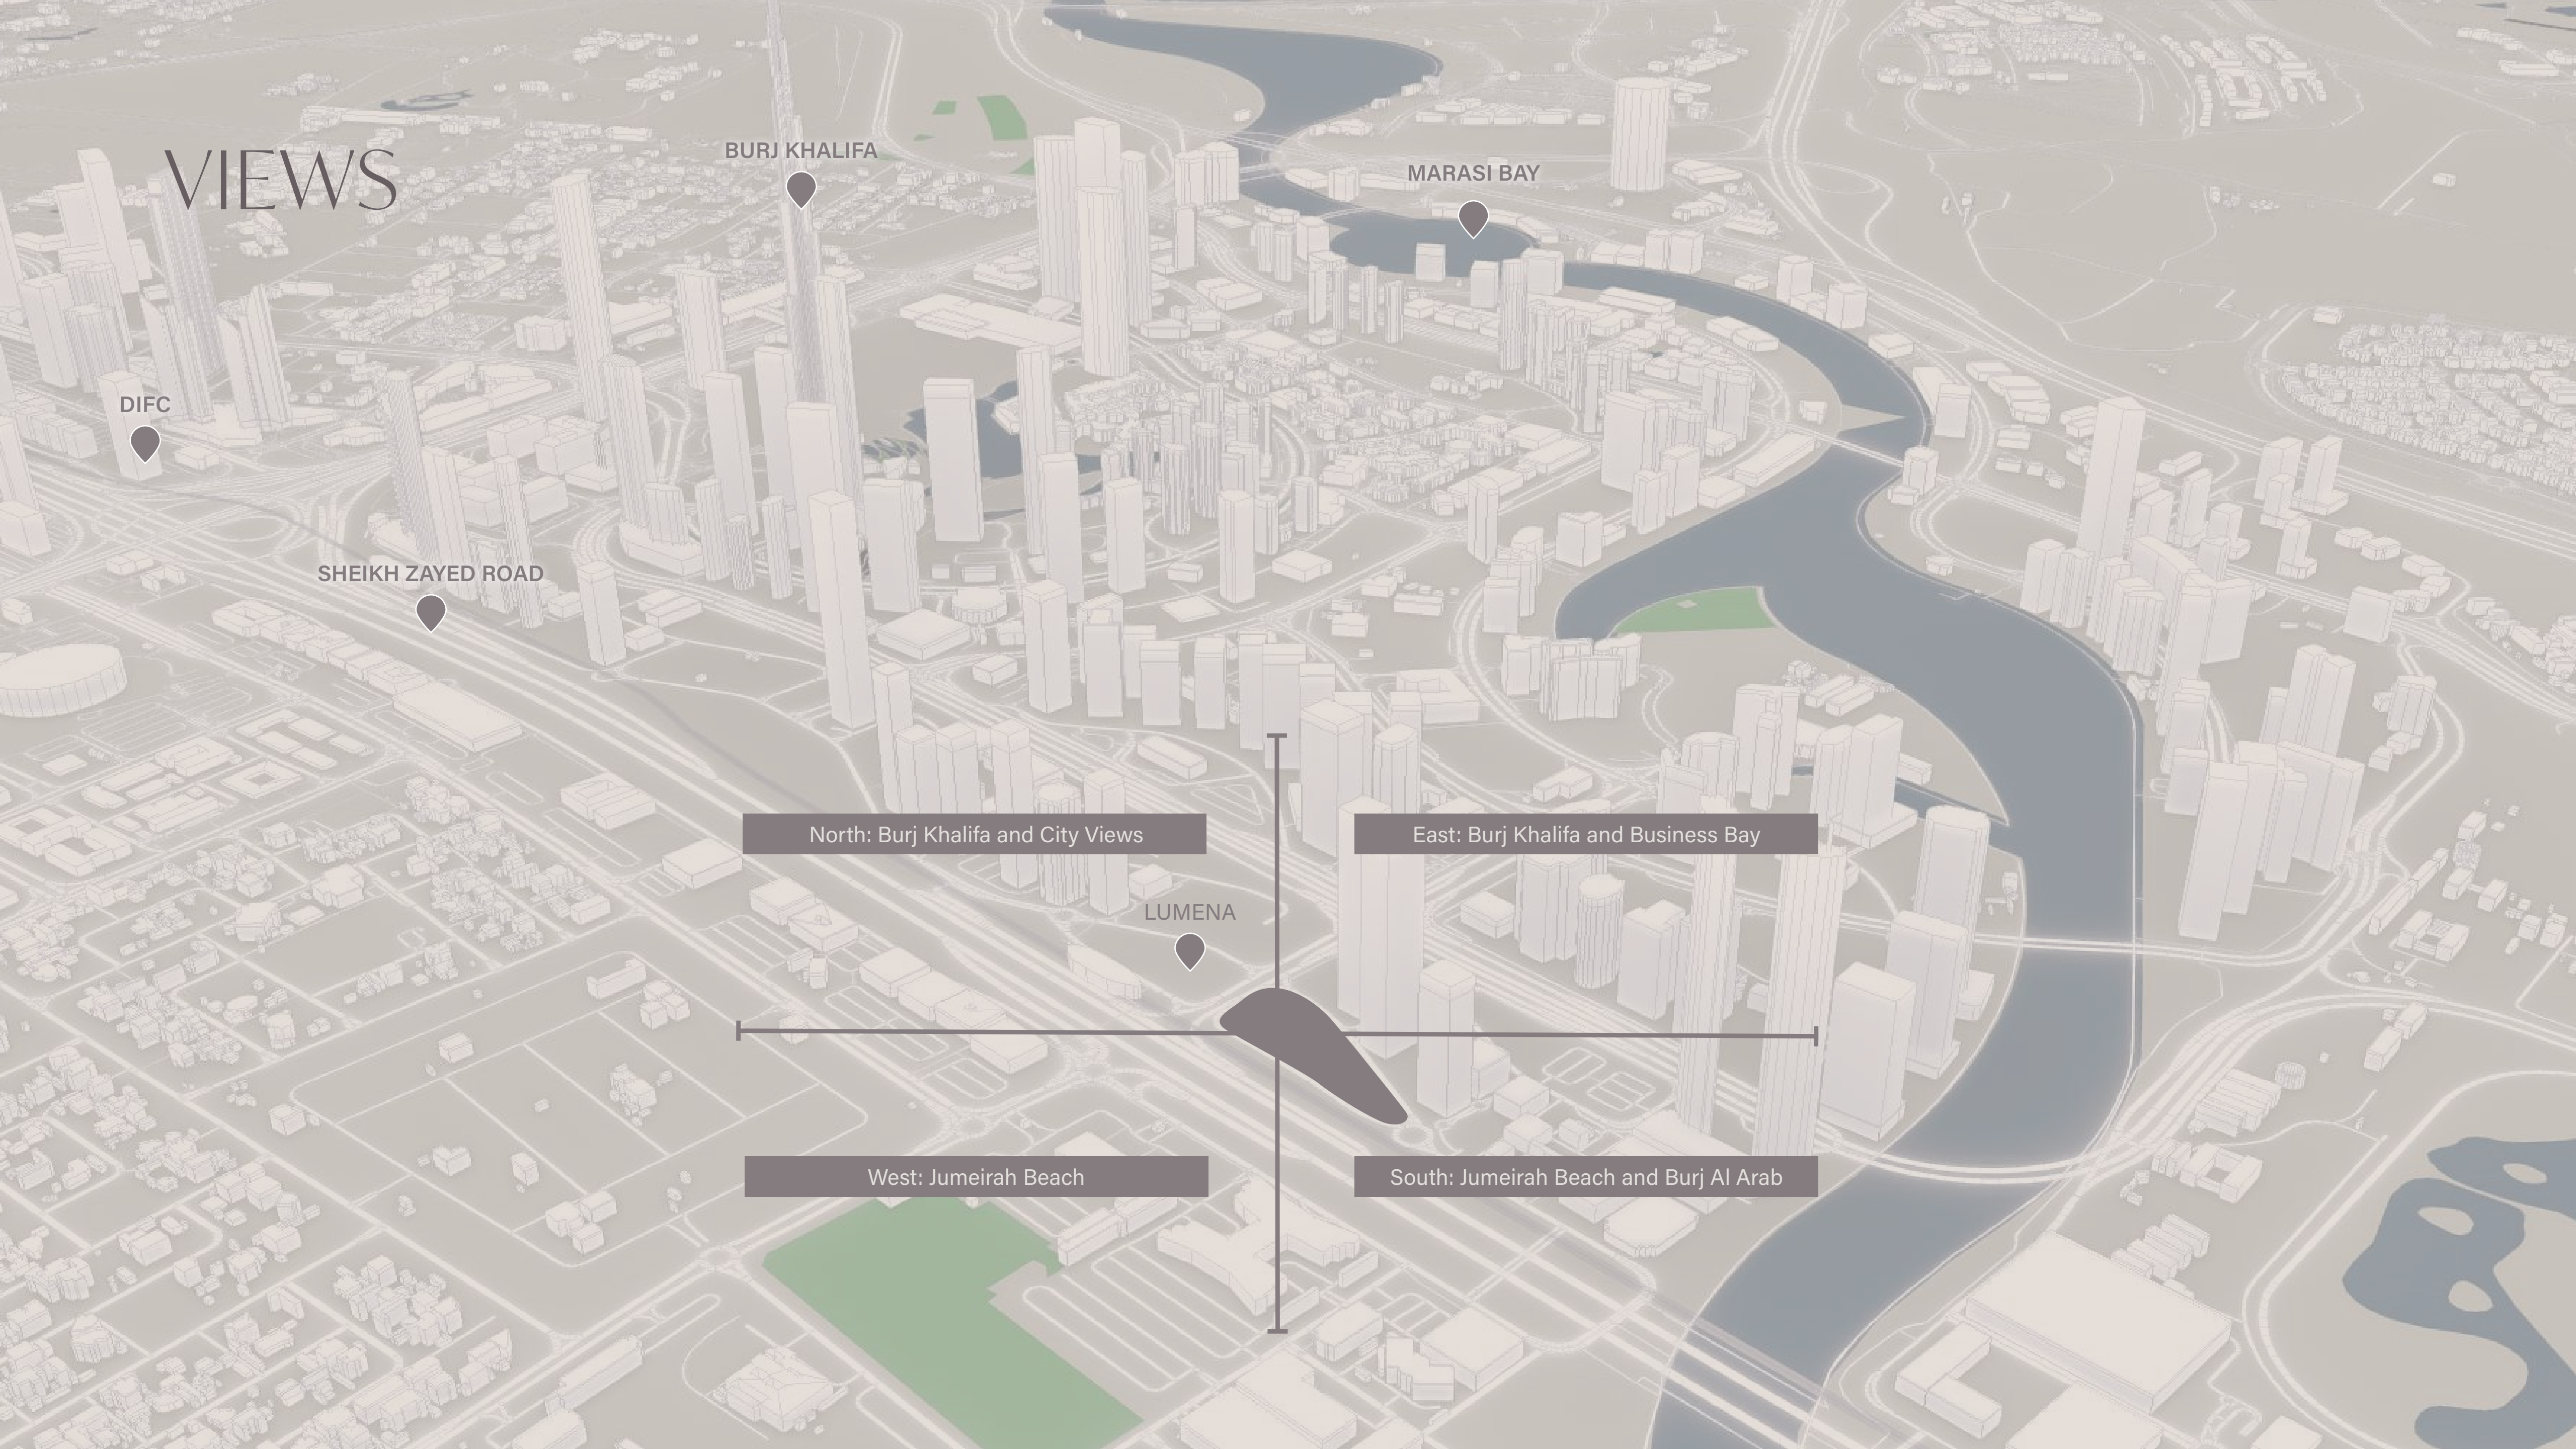 VIEWS
BURJ KHALIFA
MARASI BAY
DIFC
SHEIKH ZAYED ROAD
North: Burj Khalifa and City Views
East: Burj Khalifa and Business Bay
LUMENA
West: Jumeirah Beach
South: Jumeirah Beach and Burj Al Arab